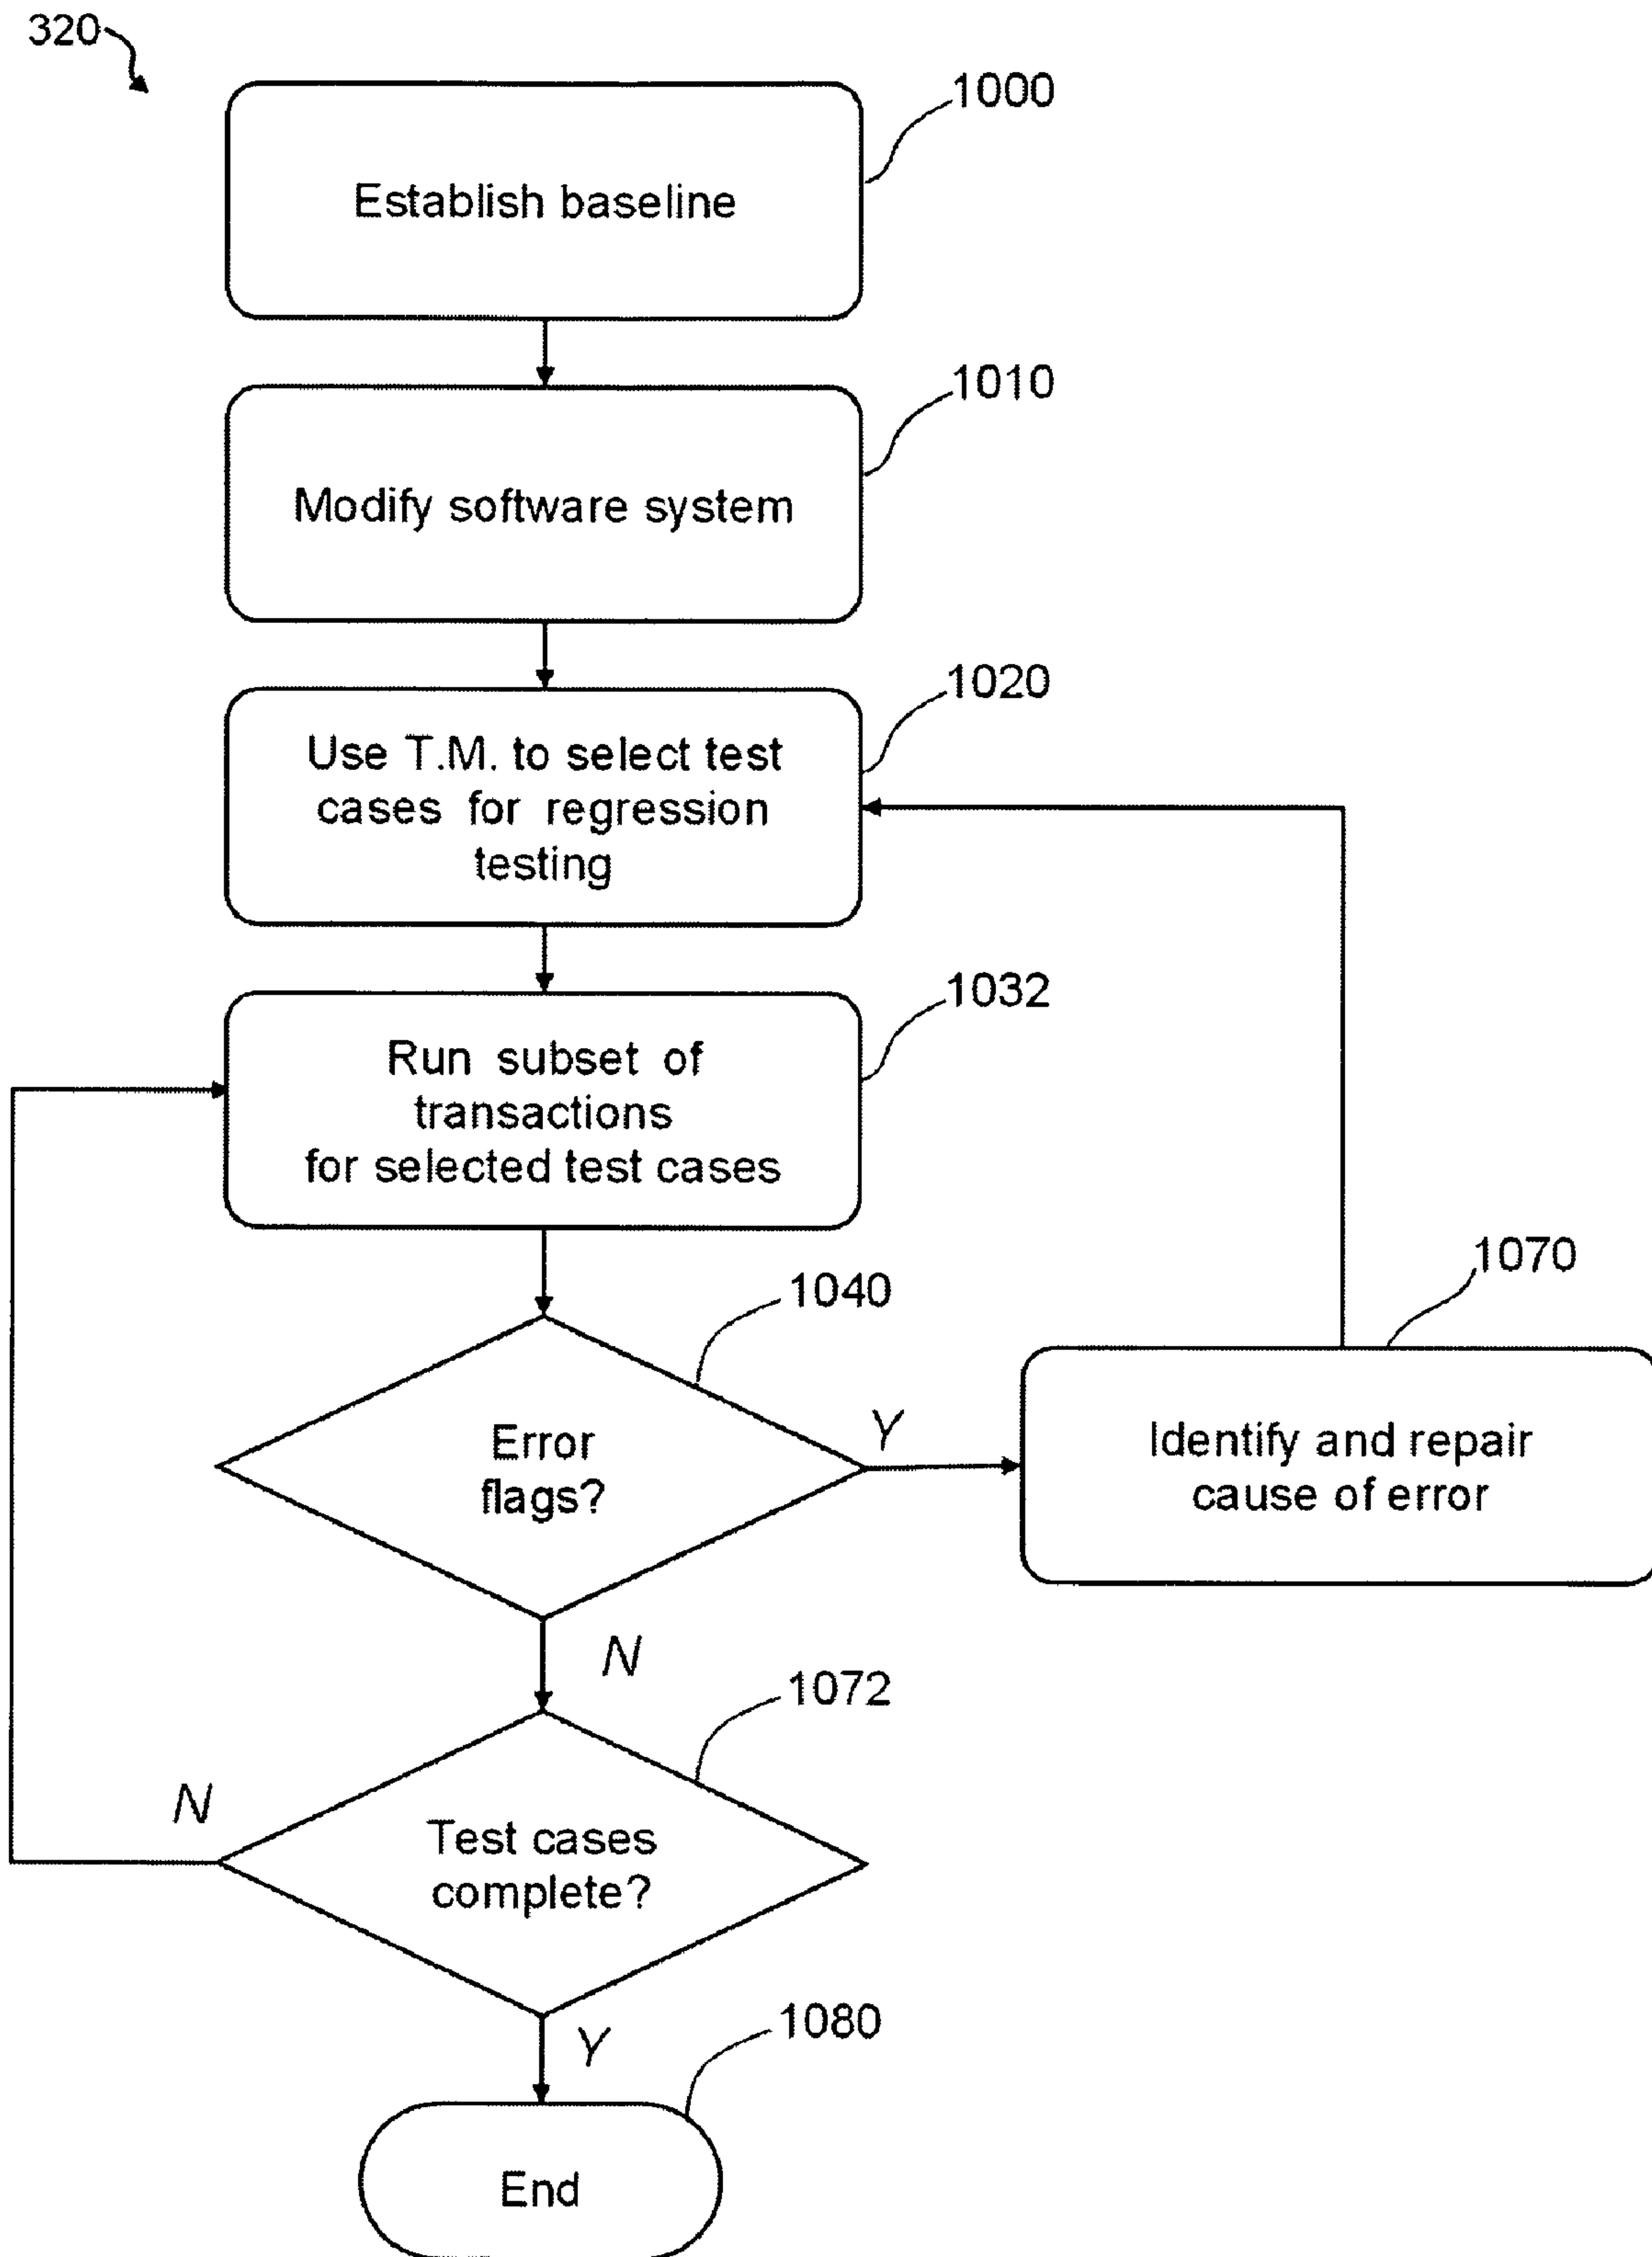 320
1000
Establish baseline
1010
Modify software system
1020
Use T.M. to select test
cases for regression
testing
1032
Run subset of
transactions
for selected test cases
1040
Error
flags?
Y
1070
Identify and repair
cause of error
N
1072
Test cases
complete?
N
Y
1080
End